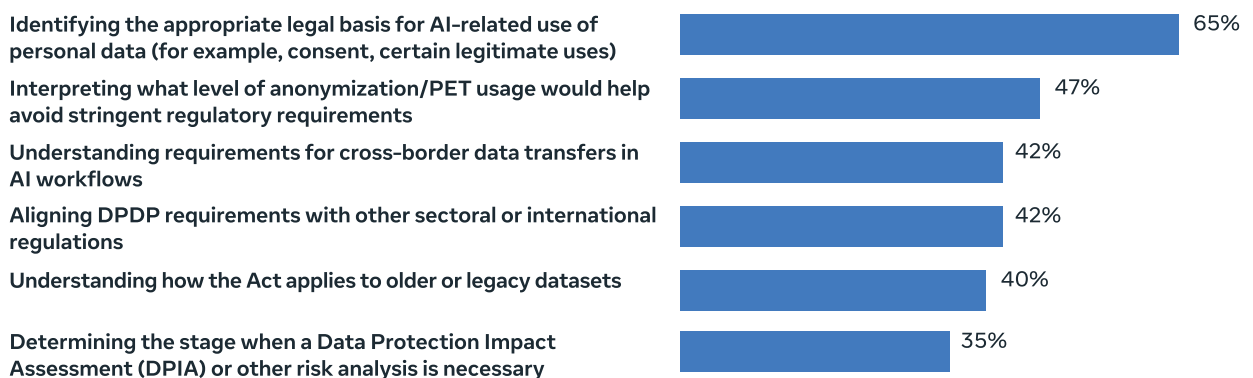 Identifying the appropriate legal basis for AI-related use of
personal data (for example, consent, certain legitimate uses)
65%
Interpreting what level of anonymization/PET usage would help
avoid stringent regulatory requirements
47%
Understanding requirements for cross-border data transfers in
AI workflows
42%
Aligning DPDP requirements with other sectoral or international
regulations
42%
Understanding how the Act applies to older or legacy datasets
40%
Determining the stage when a Data Protection Impact
Assessment (DPIA) or other risk analysis is necessary
35%